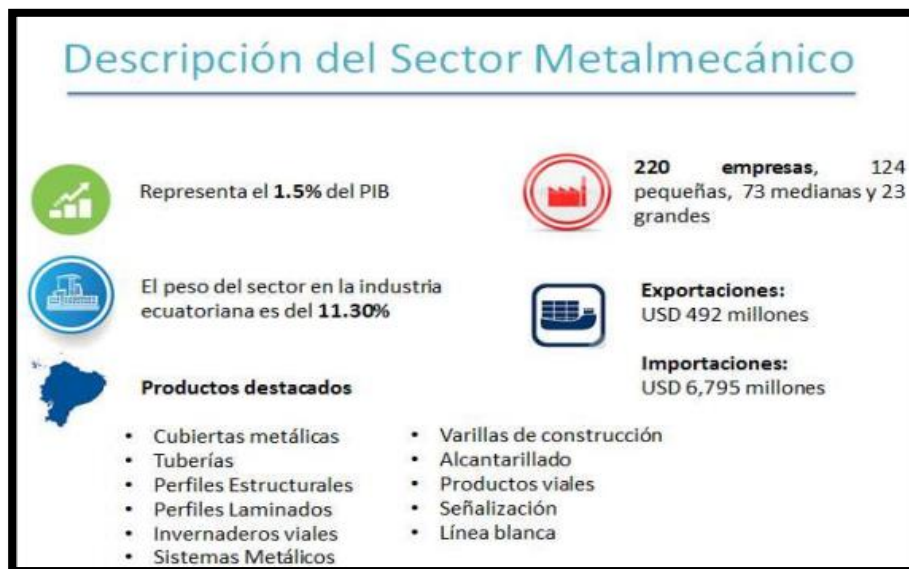 Descripción del Sector Metalmecánico
Representa el 1.5% del PIB
220 empresas, 124
pequeñas, 73 medianas y 23
grandes
El peso del sector en la industria
ecuatoriana es del 11.30%
Exportaciones:
USD 492 millones
Importaciones:
USD 6,795 millones
Productos destacados
• Cubiertas metálicas
• Tuberías
• Perfiles Estructurales
• Perfiles Laminados
• Invernaderos viales
• Sistemas Metálicos
• Varillas de construcción
• Alcantarillado
• Productos viales
• Señalización
• Línea blanca